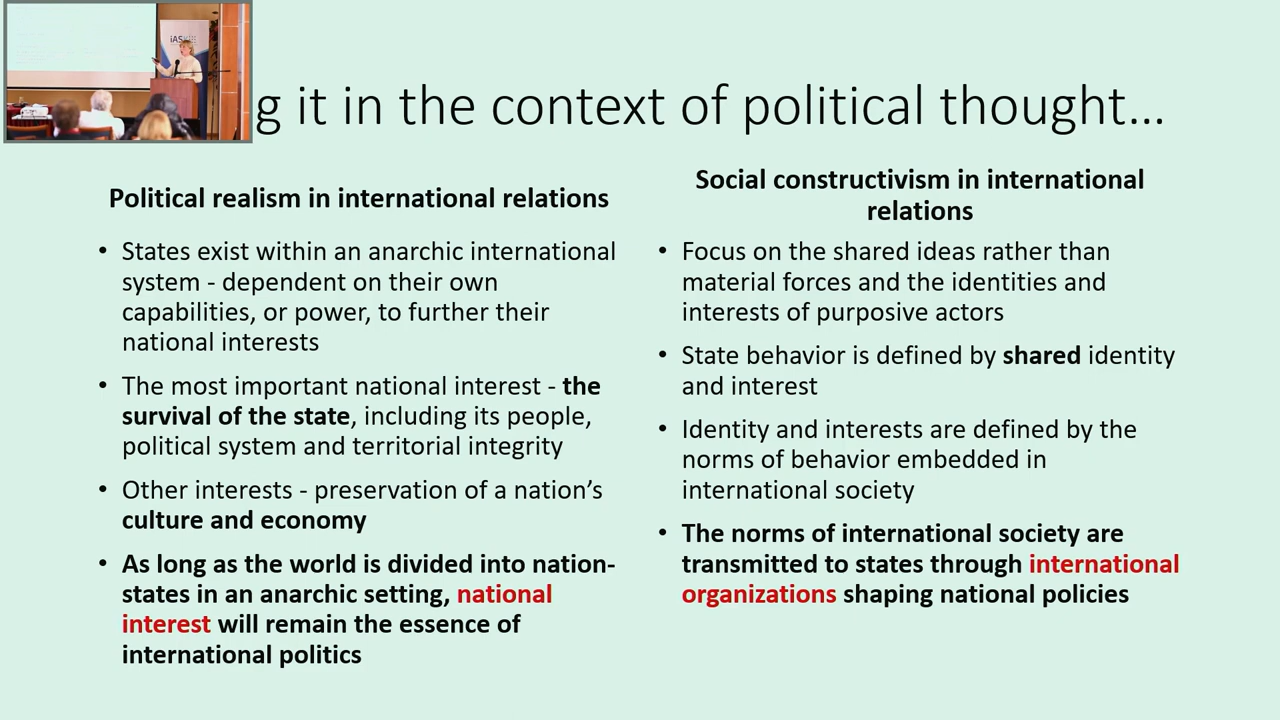 iASK
g it in the context of political thought…
Political realism in international relations
• States exist within an anarchic international
system - dependent on their own
capabilities, or power, to further their
national interests
• The most important national interest - the
survival of the state, including its people,
political system and territorial integrity
• Other interests - preservation of a nation’s
culture and economy
• As long as the world is divided into nation-
states in an anarchic setting, national
interest will remain the essence of
international politics
Social constructivism in international
relations
• Focus on the shared ideas rather than
material forces and the identities and
interests of purposive actors
• State behavior is defined by shared identity
and interest
• Identity and interests are defined by the
norms of behavior embedded in
international society
• The norms of international society are
transmitted to states through international
organizations shaping national policies